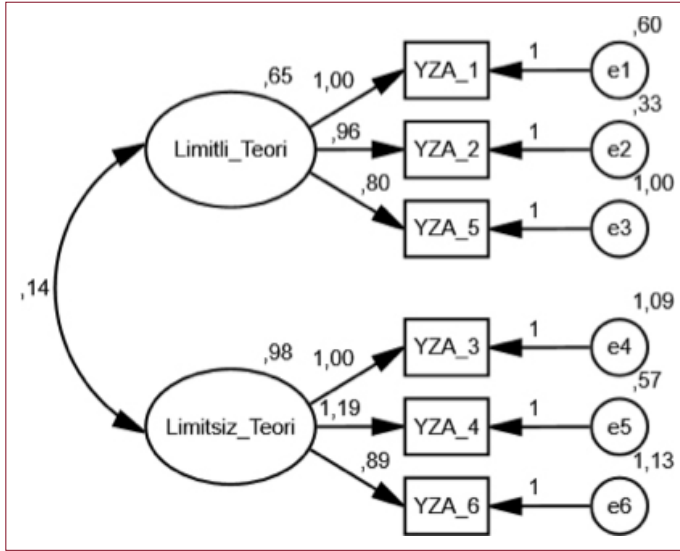 ,60
,65 1,00 YZA_1 1 e1
,33
Limitli_Teori ,96 YZA_2 1 e2
1,00
,80 YZA_5 1 e3
,14
1,09
,98 1,00 YZA_3 1 e4
,57
Limitsiz_Teori 1,19 YZA_4 1 e5
1,13
,89 YZA_6 1 e6